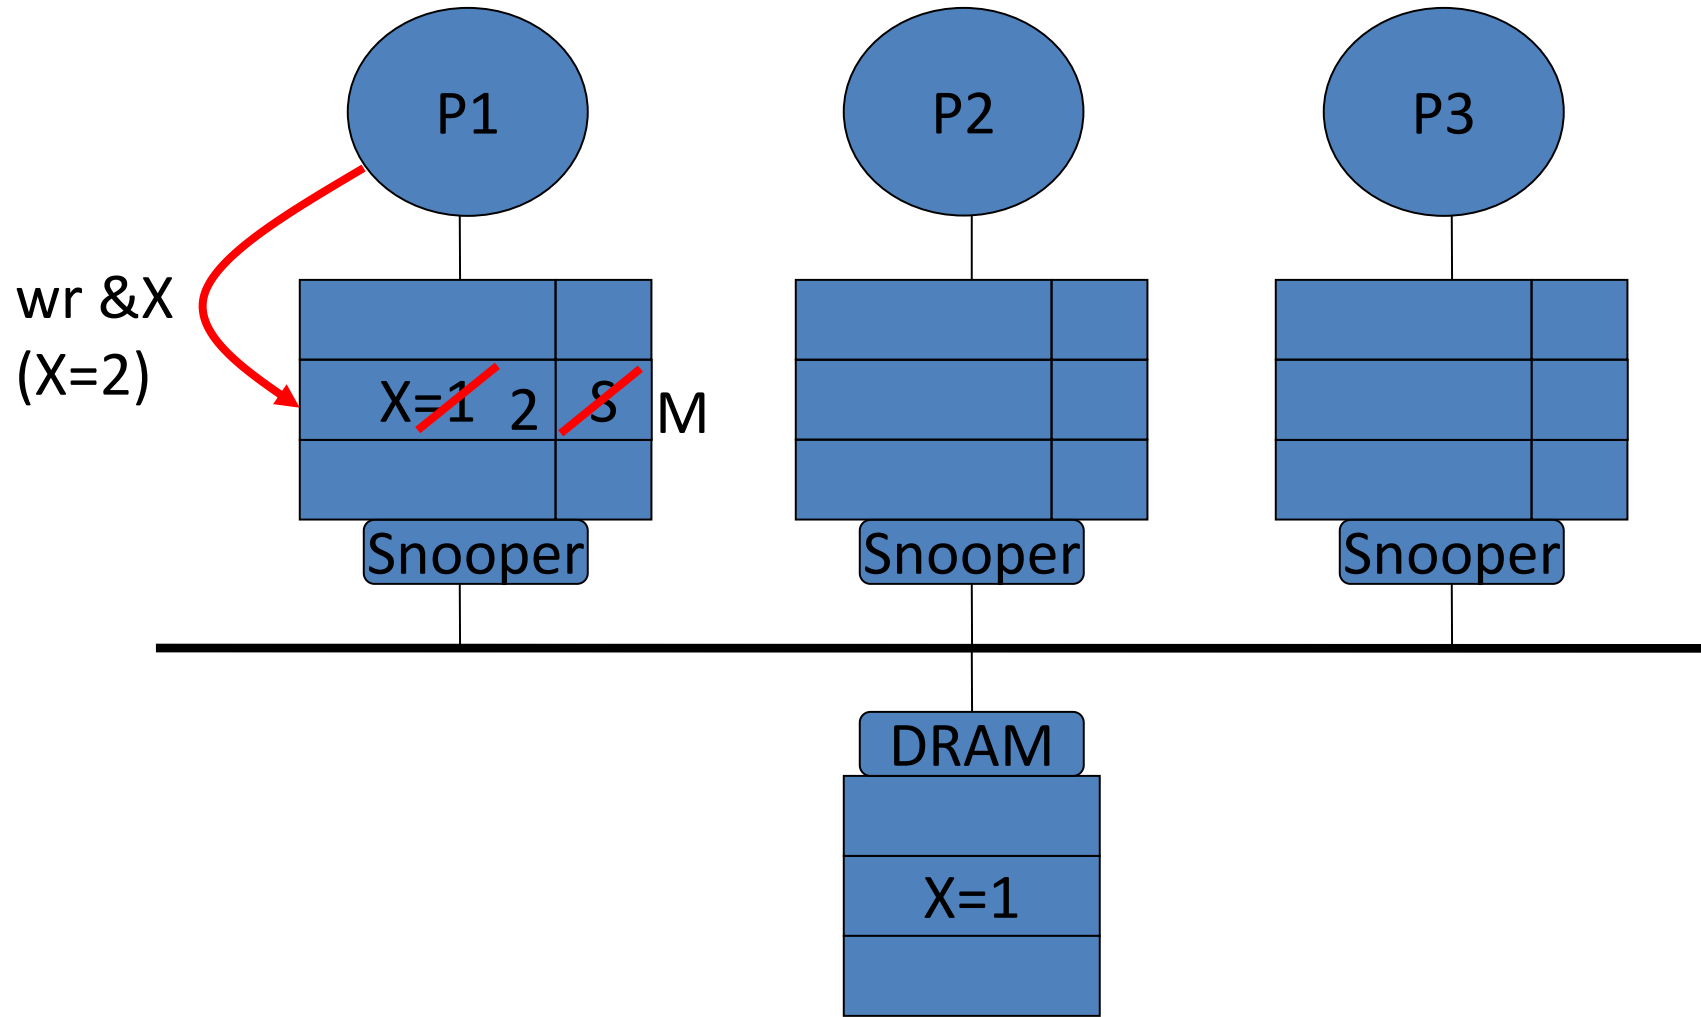 P1
P2
P3
wr &X
(X=2)
X=1 2 S M
Snooper
Snooper
Snooper
DRAM
X=1